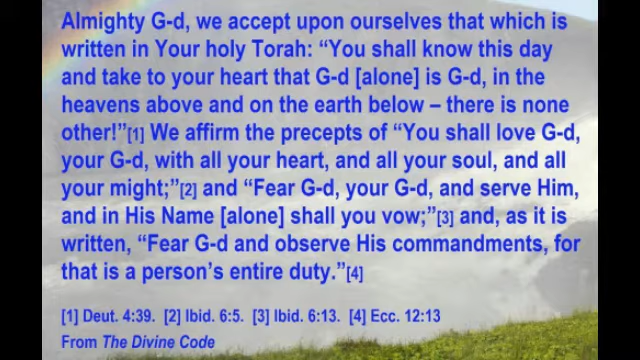 Almighty G-d, we accept upon ourselves that which is
written in Your holy Torah: “You shall know this day
and take to your heart that G-d [alone] is G-d, in the
heavens above and on the earth below – there is none
other!”[1] We affirm the precepts of “You shall love G-d,
your G-d, with all your heart, and all your soul, and all
your might;”[2] and “Fear G-d, your G-d, and serve Him,
and in His Name [alone] shall you vow;”[3] and, as it is
written, “Fear G-d and observe His commandments, for
that is a person’s entire duty.”[4]
[1] Deut. 4:39. [2] Ibid. 6:5. [3] Ibid. 6:13. [4] Ecc. 12:13
From The Divine Code